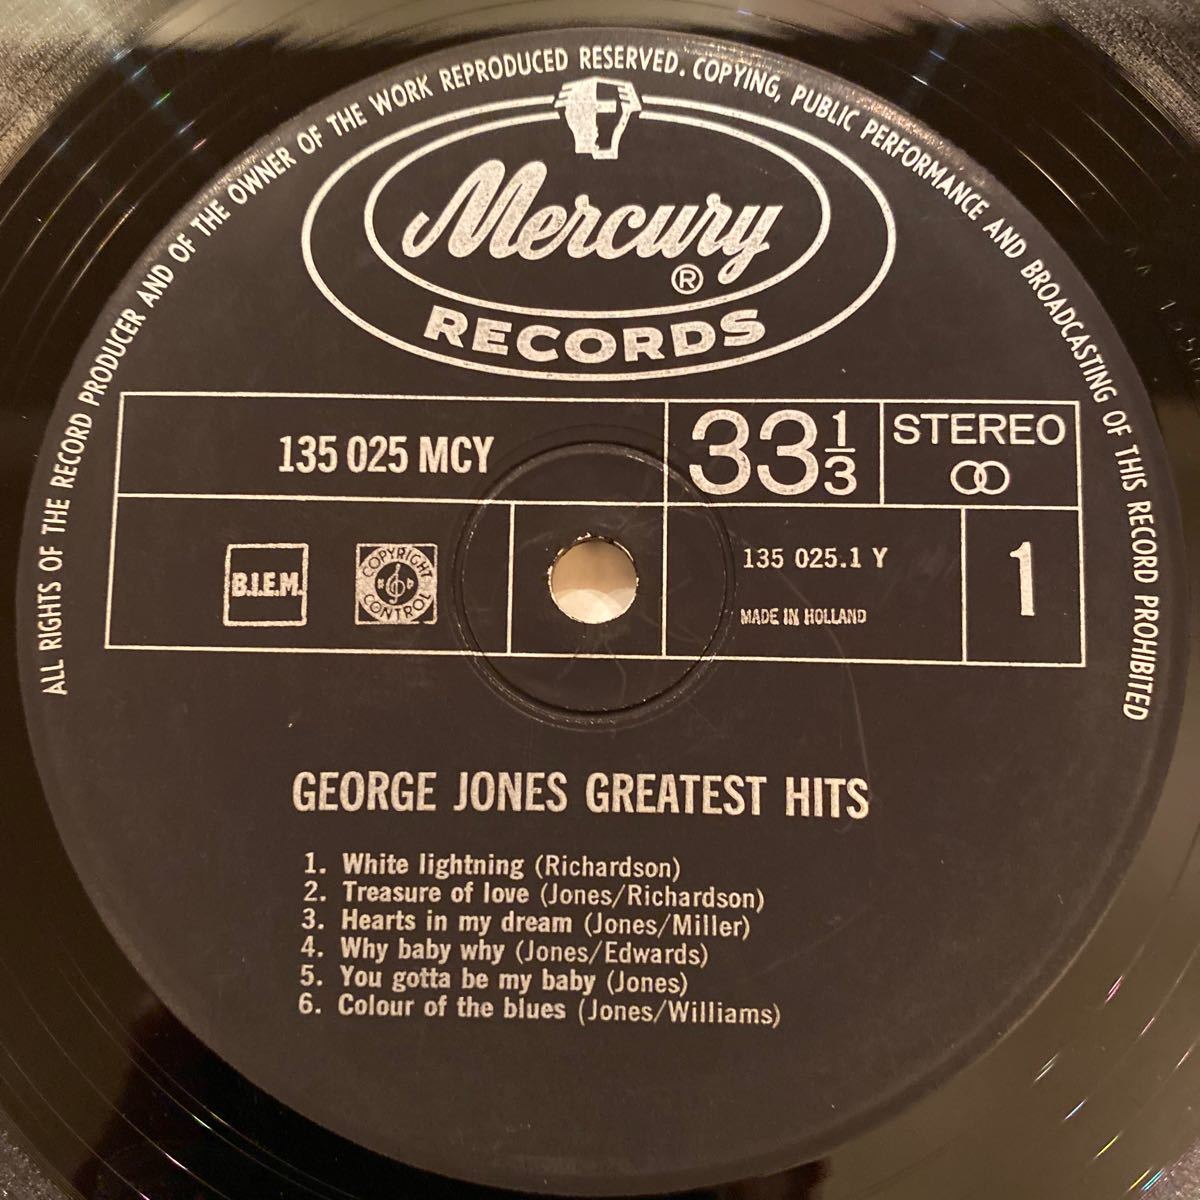 ALL RIGHTS OF THE RECORD PRODUCER AND OF THE OWNER OF THE WORK REPRODUCED RESERVED. COPYING, PUBLIC PERFORMANCE AND BROADCASTING OF THIS RECORD PROHIBITED
Mercury
®
RECORDS
135 025 MCY
33 1/3
STEREO
B.I.E.M.
COPYRIGHT
CONTROL
135 025.1 Y
MADE IN HOLLAND
1
GEORGE JONES GREATEST HITS
1. White lightning (Richardson)
2. Treasure of love (Jones/Richardson)
3. Hearts in my dream (Jones/Miller)
4. Why baby why (Jones/Edwards)
5. You gotta be my baby (Jones)
6. Colour of the blues (Jones/Williams)